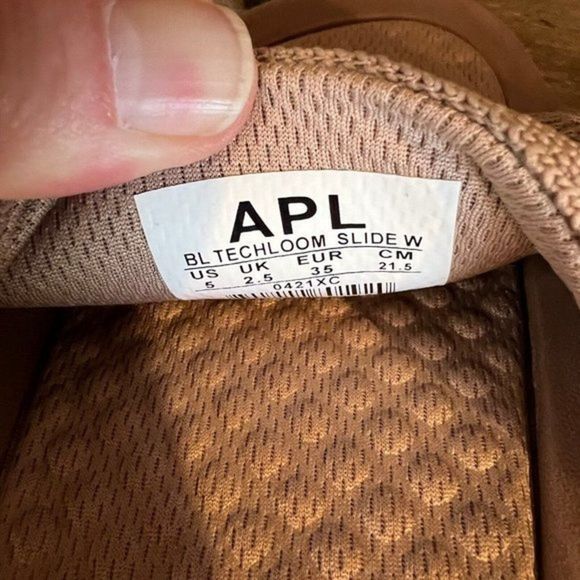 APL
BL TECHLOOM SLIDE W
US UK EUR CM
5 2.5 35 21.5
0421XC